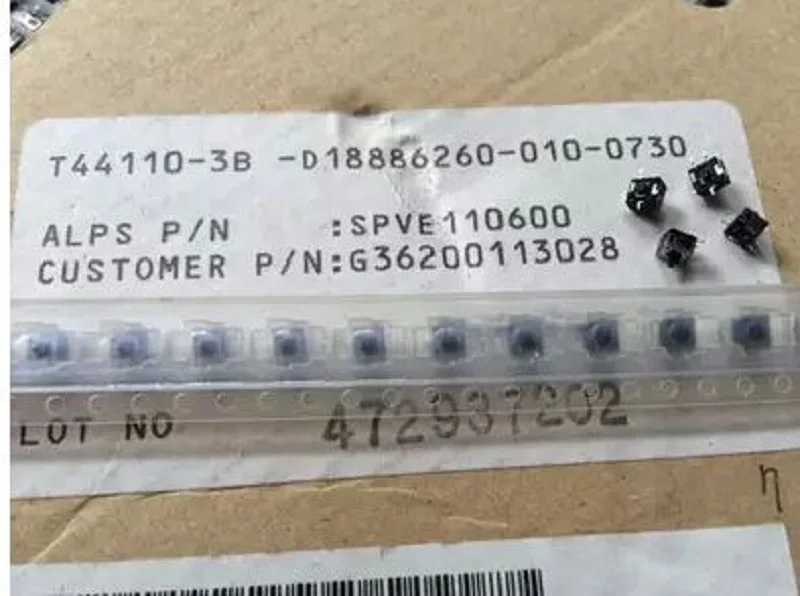 T44110-3B -D18886260-010-0730
ALPS P/N :SPVE110600
CUSTOMER P/N:G36200113028
LOT NO 472937202
η